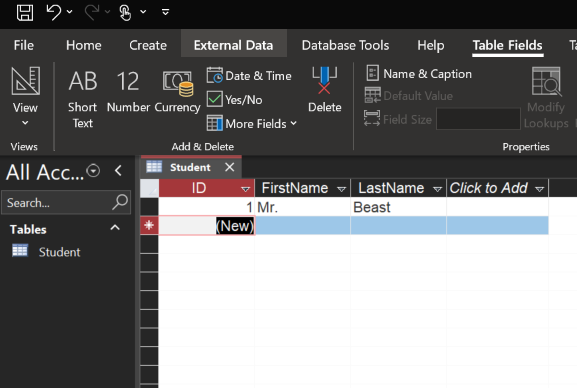 File Home Create External Data Database Tools Help Table Fields Ta
View
AB Short Text
12 Number
Currency
Date & Time
Yes/No
More Fields
Delete
Name & Caption
Default Value
Field Size
Modify Lookups
Views Add & Delete Properties
All Acc...
Search...
Tables
Student
Student
ID FirstName LastName Click to Add
1 Mr. Beast
(New)